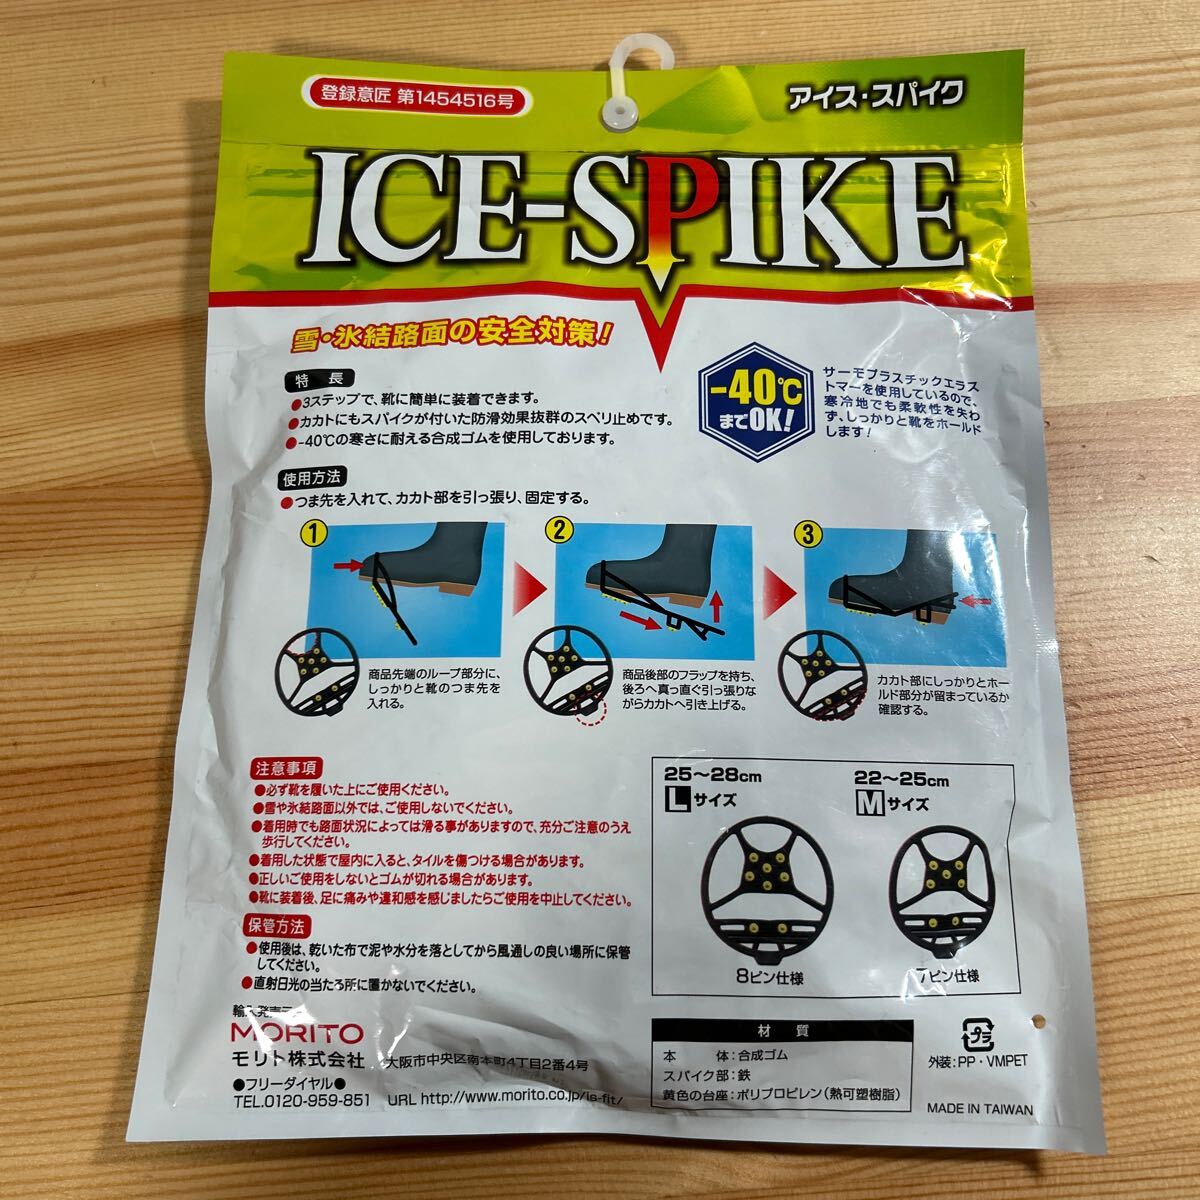 登録意匠 第1454516号
アイス・スパイク
ICE-SPIKE
雪・氷結路面の安全対策!
特長
●3ステップで、靴に簡単に装着できます。
●カカトにもスパイクが付いた防滑効果抜群のスベリ止めです。
●-40℃の寒さに耐える合成ゴムを使用しております。
-40℃
までOK!
サーモプラスチックエラス
トマーを使用しているので、
寒冷地でも柔軟性を失わ
ず、しっかりと靴をホールド
します!
使用方法
●つま先を入れて、カカト部を引っ張り、固定する。
1
商品先端のループ部分に、
しっかりと靴のつま先を
入れる。
2
商品後部のフラップを持ち、
後ろへ真っ直ぐ引っ張りな
がらカカトへ引き上げる。
3
カカト部にしっかりとホー
ルド部分が留まっているか
確認する。
注意事項
●必ず靴を履いた上にご使用ください。
●雪や氷結路面以外では、ご使用しないでください。
●着用時でも路面状況によっては滑る事がありますので、充分ご注意のうえ
歩行してください。
●着用した状態で屋内に入ると、タイルを傷つける場合があります。
●正しいご使用をしないとゴムが切れる場合があります。
●靴に装着後、足に痛みや違和感を感じましたらご使用を中止してください。
保管方法
●使用後は、乾いた布で泥や水分を落としてから風通しの良い場所に保管
してください。
●直射日光の当たる所に置かないでください。
25〜28cm
Lサイズ
8ピン仕様
22〜25cm
Mサイズ
7ピン仕様
輸入発売元
MORITO
モリト株式会社 大阪市中央区南本町4丁目2番4号
●フリーダイヤル●
TEL.0120-959-851 URL http://www.morito.co.jp/is-fit/
材質
本体:合成ゴム
スパイク部:鉄
黄色の台座:ポリプロピレン(熱可塑樹脂)
プラ
外装:PP・VMPET
MADE IN TAIWAN